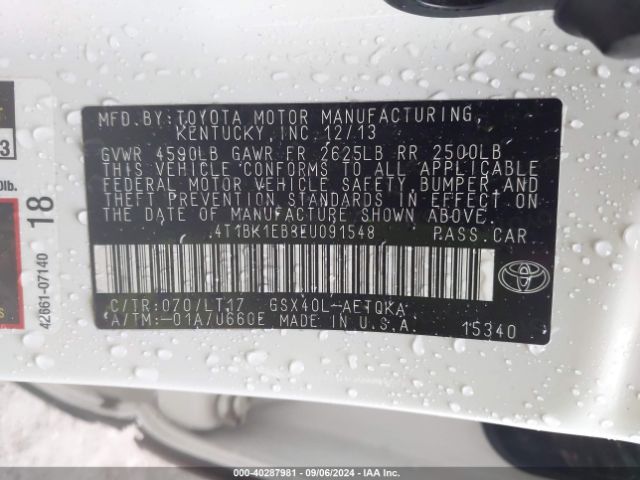 MFD.BY:TOYOTA MOTOR MANUFACTURING,
KENTUCKY, INC. 12/13
GVWR 4590LB GAWR FR 2625LB RR 2500LB
THIS VEHICLE CONFORMS TO ALL APPLICABLE
FEDERAL MOTOR VEHICLE SAFETY, BUMPER, AND
THEFT PREVENTION STANDARDS IN EFFECT ON
THE DATE OF MANUFACTURE SHOWN ABOVE.
4T1BK1EB8EU091548 PASS.CAR
C/TR:070/LT17 GSX40L-AETQKA
A/TM:-01A/U660E MADE IN U.S.A. 15340
3
0lb.
18
42661-07140
000-40287981 - 09/06/2024 - IAA Inc.